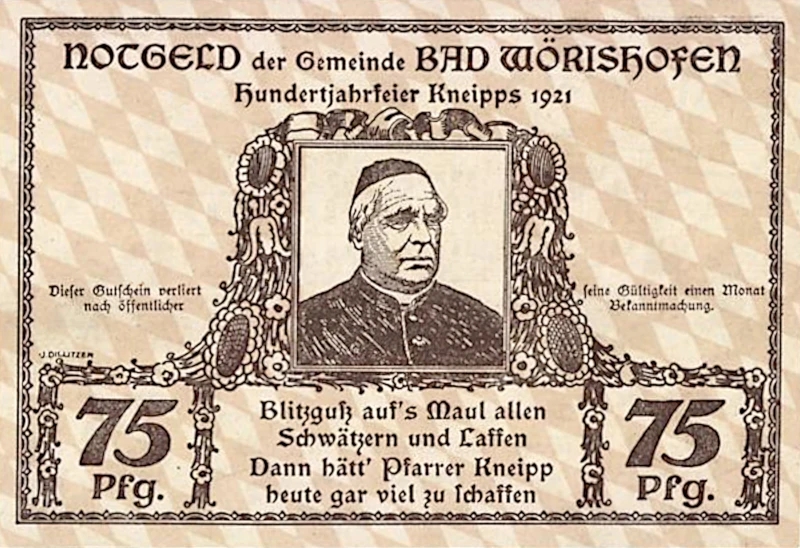 NOTGELD der Gemeinde BAD WÖRISHOFEN
Hundertjahrfeier Kneipps 1921
Dieser Gutschein verliert
nach öffentlicher
seine Gültigkeit einen Monat
Bekanntmachung.
J. DILLITZER
75
Pfg.
Blitzguß auf's Maul allen
Schwätzern und Laffen
Dann hätt' Pfarrer Kneipp
heute gar viel zu schaffen
75
Pfg.